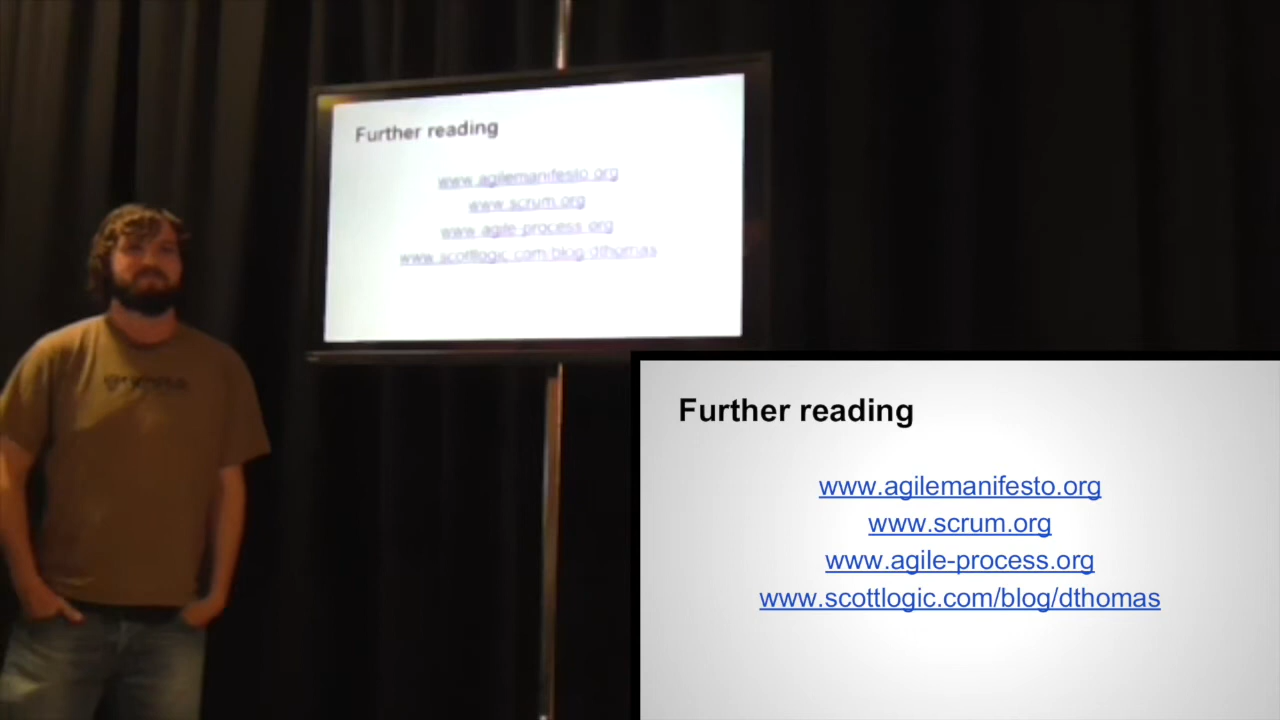 Further reading
www.agilemanifesto.org
www.scrum.org
www.agile-process.org
www.scottlogic.com/blog/dthomas
Further reading
www.agilemanifesto.org
www.scrum.org
www.agile-process.org
www.scottlogic.com/blog/dthomas